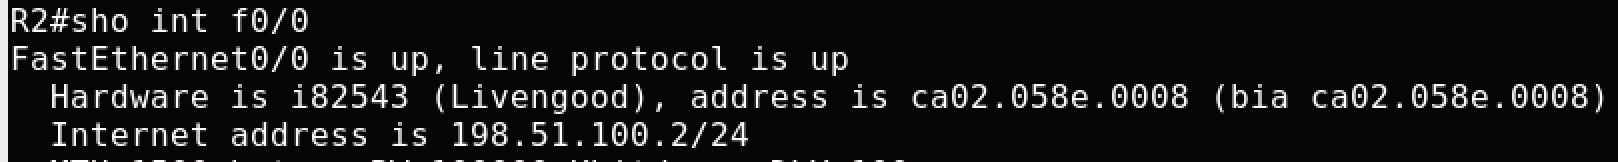 R2#sho int f0/0
FastEthernet0/0 is up, line protocol is up
  Hardware is i82543 (Livengood), address is ca02.058e.0008 (bia ca02.058e.0008)
  Internet address is 198.51.100.2/24